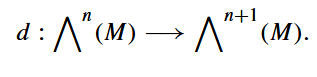 d : ⋀ⁿ(M) ⟶ ⋀ⁿ⁺¹(M).